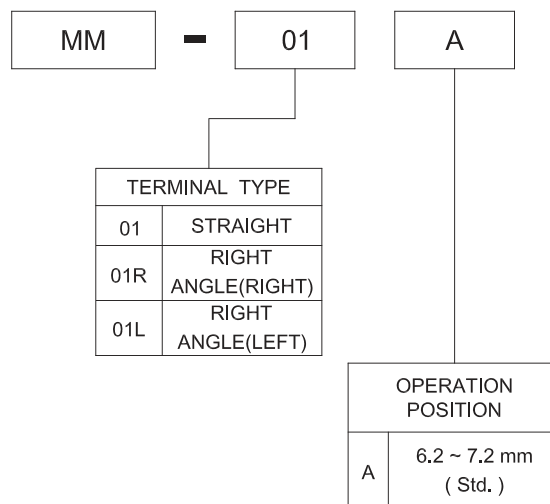 MM - 01 A
TERMINAL TYPE
01 STRAIGHT
01R RIGHT ANGLE(RIGHT)
01L RIGHT ANGLE(LEFT)
OPERATION
POSITION
A 6.2 ~ 7.2 mm
( Std. )